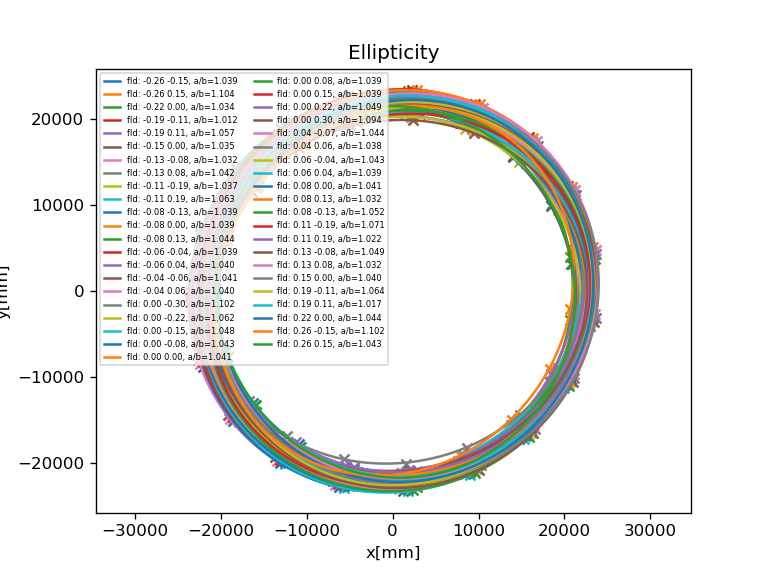 Ellipticity
fld: -0.26 -0.15, a/b=1.039
fld: -0.26 0.15, a/b=1.104
fld: -0.22 0.00, a/b=1.034
fld: -0.19 -0.11, a/b=1.012
fld: -0.19 0.11, a/b=1.057
fld: -0.15 0.00, a/b=1.035
fld: -0.13 -0.08, a/b=1.032
fld: -0.13 0.08, a/b=1.042
fld: -0.11 -0.19, a/b=1.037
fld: -0.11 0.19, a/b=1.063
fld: -0.08 -0.13, a/b=1.039
fld: -0.08 0.00, a/b=1.039
fld: -0.08 0.13, a/b=1.044
fld: -0.06 -0.04, a/b=1.039
fld: -0.06 0.04, a/b=1.040
fld: -0.04 -0.06, a/b=1.041
fld: -0.04 0.06, a/b=1.040
fld: 0.00 -0.30, a/b=1.102
fld: 0.00 -0.22, a/b=1.062
fld: 0.00 -0.15, a/b=1.048
fld: 0.00 -0.08, a/b=1.043
fld: 0.00 0.00, a/b=1.041
fld: 0.00 0.08, a/b=1.039
fld: 0.00 0.15, a/b=1.039
fld: 0.00 0.22, a/b=1.049
fld: 0.00 0.30, a/b=1.094
fld: 0.04 -0.07, a/b=1.044
fld: 0.04 0.06, a/b=1.038
fld: 0.06 -0.04, a/b=1.043
fld: 0.06 0.04, a/b=1.039
fld: 0.08 0.00, a/b=1.041
fld: 0.08 0.13, a/b=1.032
fld: 0.08 -0.13, a/b=1.052
fld: 0.11 -0.19, a/b=1.071
fld: 0.11 0.19, a/b=1.022
fld: 0.13 -0.08, a/b=1.049
fld: 0.13 0.08, a/b=1.032
fld: 0.15 0.00, a/b=1.040
fld: 0.19 -0.11, a/b=1.064
fld: 0.19 0.11, a/b=1.017
fld: 0.22 0.00, a/b=1.044
fld: 0.26 -0.15, a/b=1.102
fld: 0.26 0.15, a/b=1.043
20000
10000
0
−10000
−20000
y[mm]
−30000
−20000
−10000
0
10000
20000
30000
x[mm]